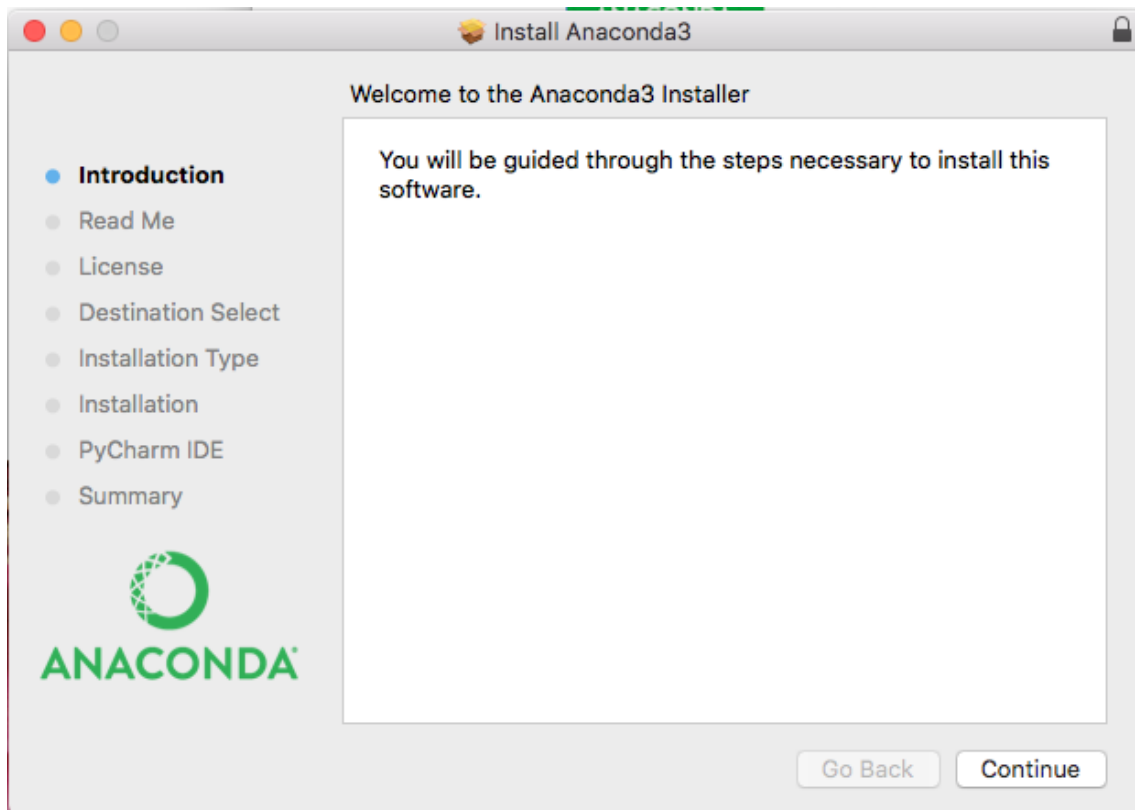 Install Anaconda3
Welcome to the Anaconda3 Installer
You will be guided through the steps necessary to install this
software.
Introduction
Read Me
License
Destination Select
Installation Type
Installation
PyCharm IDE
Summary
ANACONDA
Go Back
Continue